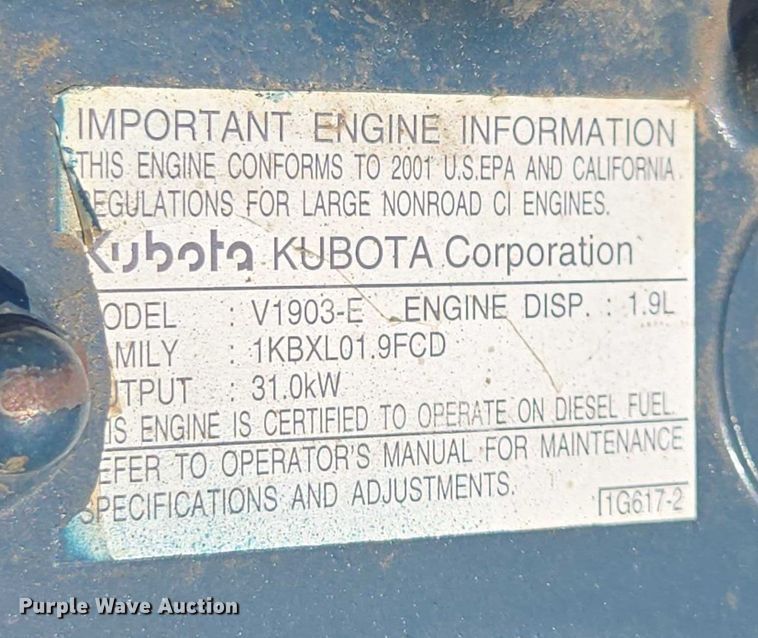 IMPORTANT ENGINE INFORMATION
THIS ENGINE CONFORMS TO 2001 U.S.EPA AND CALIFORNIA
REGULATIONS FOR LARGE NONROAD CI ENGINES.
Kubota KUBOTA Corporation
ODEL : V1903-E ENGINE DISP. : 1.9L
MILY : 1KBXL01.9FCD
TPUT : 31.0kW
IS ENGINE IS CERTIFIED TO OPERATE ON DIESEL FUEL.
EFER TO OPERATOR'S MANUAL FOR MAINTENANCE
SPECIFICATIONS AND ADJUSTMENTS.
1G617-2
Purple Wave Auction